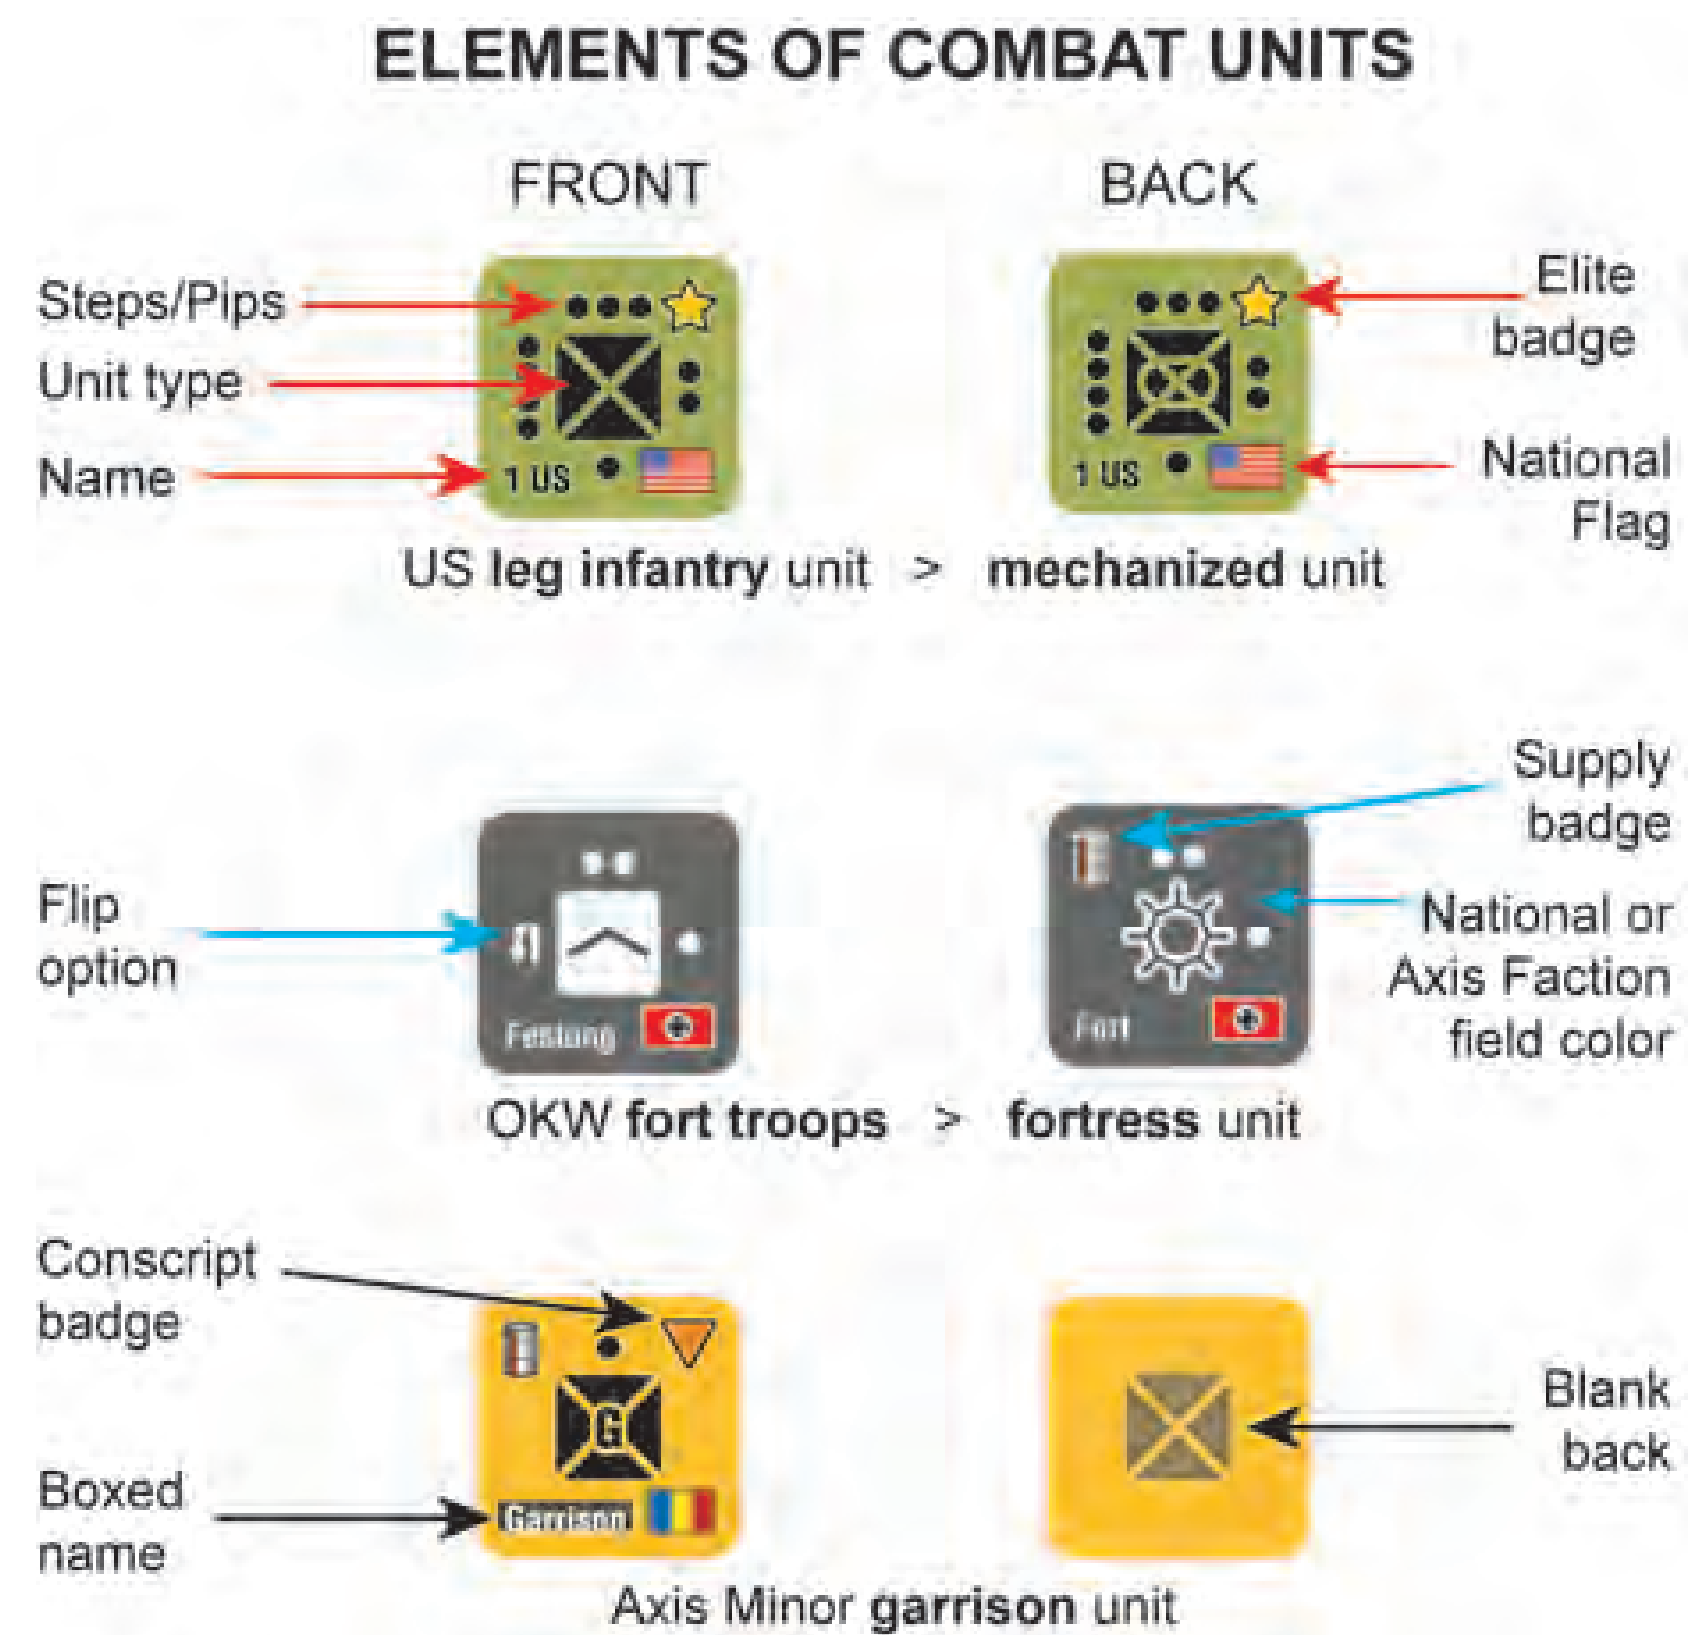 ELEMENTS OF COMBAT UNITS
FRONT
BACK
Steps/Pips
Unit type
Name
1 US
1 US
Elite
badge
National
Flag
US leg infantry unit > mechanized unit
Flip
option
Festung
Fort
Supply
badge
National or
Axis Faction
field color
OKW fort troops > fortress unit
Conscript
badge
Boxed
name
G
Garrison
Blank
back
Axis Minor garrison unit